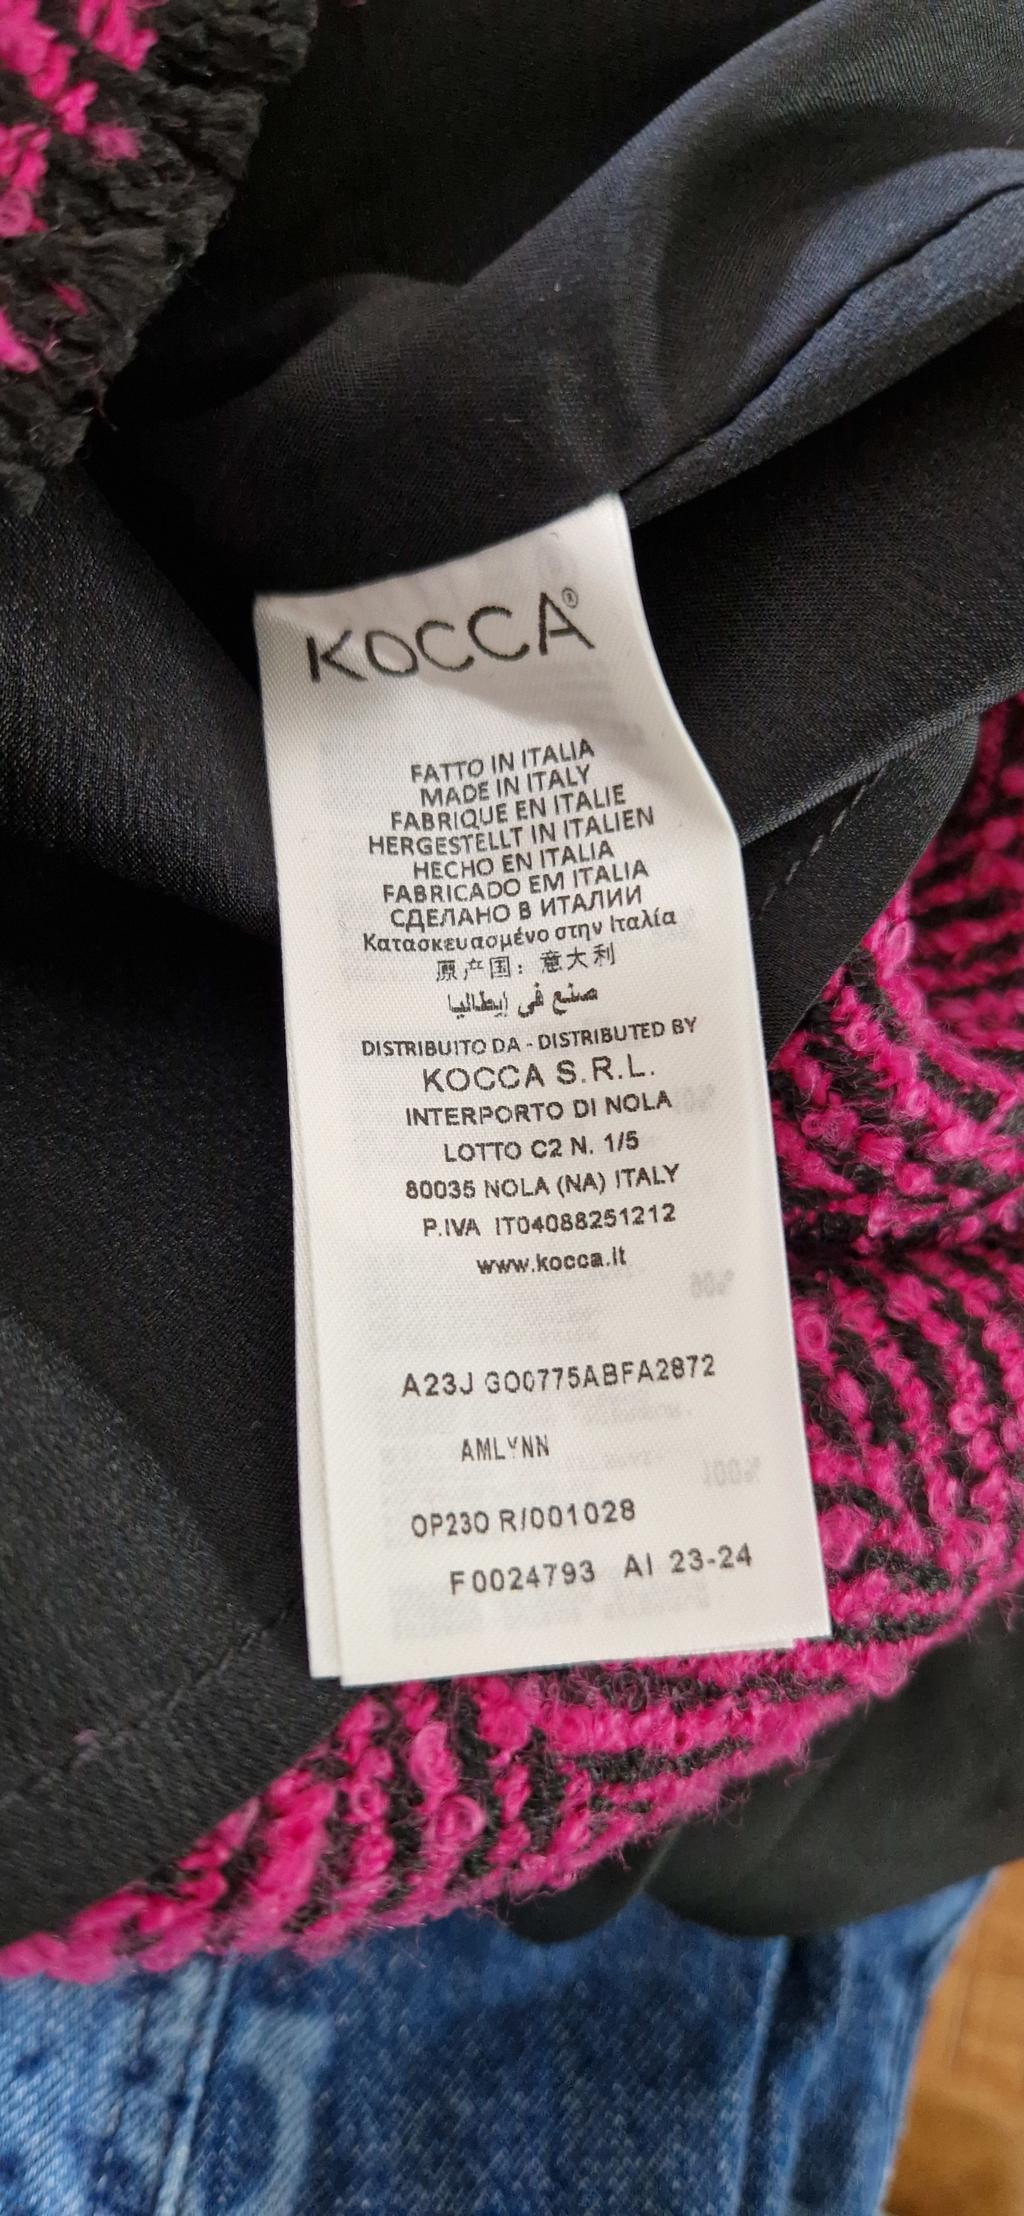 KOCCA®
FATTO IN ITALIA
MADE IN ITALY
FABRIQUE EN ITALIE
HERGESTELLT IN ITALIEN
HECHO EN ITALIA
FABRICADO EM ITALIA
СДЕЛАНО В ИТАЛИИ
Κατασκευασμένο στην Ιταλία
原产国：意大利
صنع في إيطاليا
DISTRIBUITO DA - DISTRIBUTED BY
KOCCA S.R.L.
INTERPORTO DI NOLA
LOTTO C2 N. 1/5
80035 NOLA (NA) ITALY
P.IVA IT04088251212
www.kocca.it
A23J GO0775ABFA2872
AMLYNN
OP23O R/001028
F0024793 AI 23-24